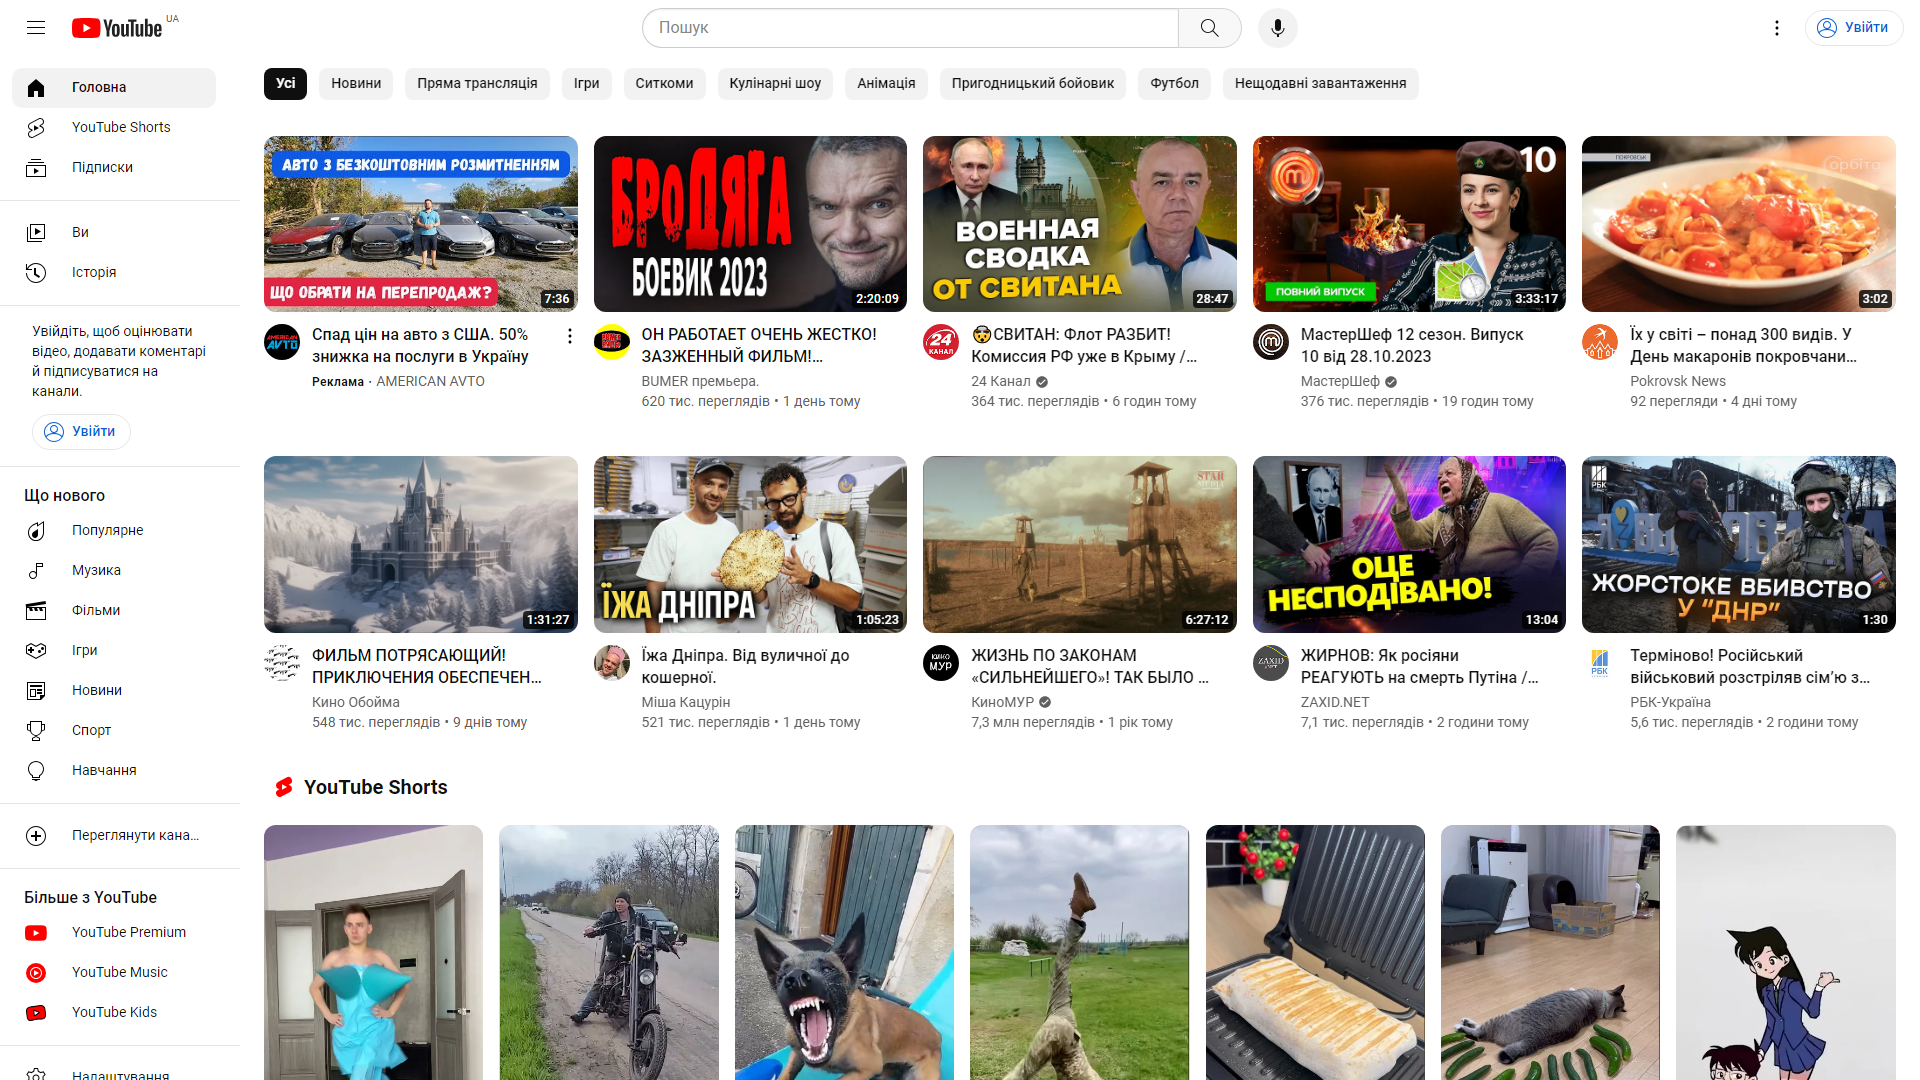 YouTube UA
Пошук
Увійти
Головна
YouTube Shorts
Підписки
Ви
Історія
Увійдіть, щоб оцінювати
відео, додавати коментарі
й підписуватися на
канали.
Увійти
Що нового
Популярне
Музика
Фільми
Ігри
Новини
Спорт
Навчання
Переглянути кана...
Більше з YouTube
YouTube Premium
YouTube Music
YouTube Kids
Налаштування
Усі
Новини
Пряма трансляція
Ігри
Ситкоми
Кулінарні шоу
Анімація
Пригодницький бойовик
Футбол
Нещодавні завантаження
АВТО З БЕЗКОШТОВНИМ РОЗМИТНЕННЯМ
ЩО ОБРАТИ НА ПЕРЕПРОДАЖ?
7:36
AMERICAN
AVTO
Спад цін на авто з США. 50%
знижка на послуги в Україну
Реклама · AMERICAN AVTO
БРОДЯГА
БОЕВИК 2023
2:20:09
ОН РАБОТАЕТ ОЧЕНЬ ЖЕСТКО!
ЗАЗЖЕННЫЙ ФИЛЬМ!...
BUMER премьера.
620 тис. переглядів • 1 день тому
ВОЕННАЯ
СВОДКА
ОТ СВИТАНА
28:47
24
КАНАЛ
🤯СВИТАН: Флот РАЗБИТ!
Комиссия РФ уже в Крыму /...
24 Канал
364 тис. переглядів • 6 годин тому
10
ПОВНИЙ ВИПУСК
3:33:17
МастерШеф 12 сезон. Випуск
10 від 28.10.2023
МастерШеф
376 тис. переглядів • 19 годин тому
ПОКРОВСЬК
орбіта
3:02
Їх у світі – понад 300 видів. У
День макаронів покровчани...
Pokrovsk News
92 перегляди • 4 дні тому
1:31:27
ФИЛЬМ ПОТРЯСАЮЩИЙ!
ПРИКЛЮЧЕНИЯ ОБЕСПЕЧЕН...
Кино Обойма
548 тис. переглядів • 9 днів тому
ЇЖА ДНІПРА
1:05:23
Їжа Дніпра. Від вуличної до
кошерної.
Міша Кацурін
521 тис. переглядів • 1 день тому
STAR
6:27:12
КИНО
МУР
ЖИЗНЬ ПО ЗАКОНАМ
«СИЛЬНЕЙШЕГО»! ТАК БЫЛО ...
КиноМУР
7,3 млн переглядів • 1 рік тому
ОЦЕ
НЕСПОДІВАНО!
13:04
ZAXID
ЖИРНОВ: Як росіяни
РЕАГУЮТЬ на смерть Путіна /...
ZAXID.NET
7,1 тис. переглядів • 2 години тому
РБК
ЖОРСТОКЕ ВБИВСТВО
У "ДНР"
1:30
РБК
Терміново! Російський
військовий розстріляв сім’ю з...
РБК-Україна
5,6 тис. переглядів • 2 години тому
YouTube Shorts